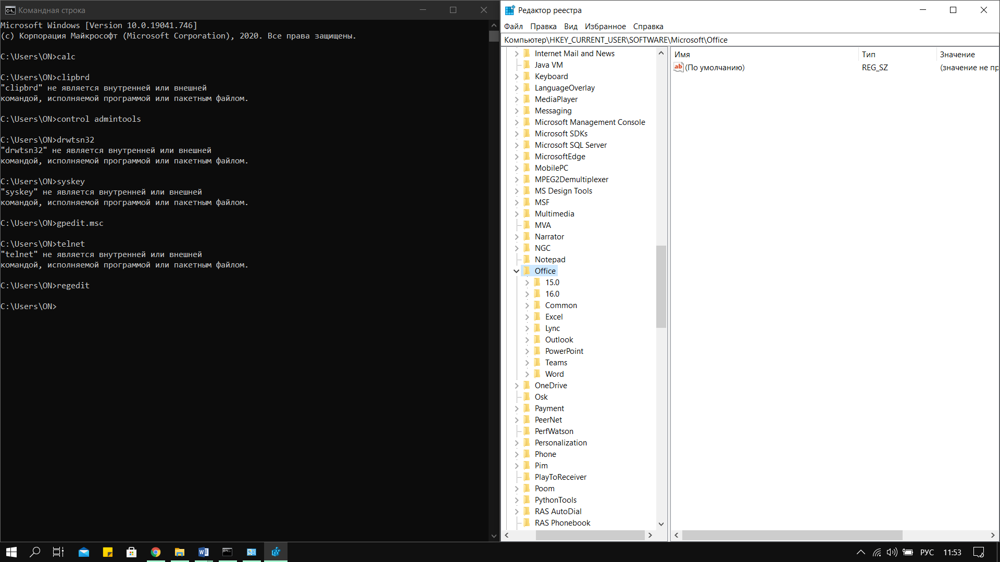 Командная строка
Microsoft Windows [Version 10.0.19041.746]
(c) Корпорация Майкрософт (Microsoft Corporation), 2020. Все права защищены.
C:\Users\ON>calc
C:\Users\ON>clipbrd
"clipbrd" не является внутренней или внешней
командой, исполняемой программой или пакетным файлом.
C:\Users\ON>control admintools
C:\Users\ON>drwtsn32
"drwtsn32" не является внутренней или внешней
командой, исполняемой программой или пакетным файлом.
C:\Users\ON>syskey
"syskey" не является внутренней или внешней
командой, исполняемой программой или пакетным файлом.
C:\Users\ON>gpedit.msc
C:\Users\ON>telnet
"telnet" не является внутренней или внешней
командой, исполняемой программой или пакетным файлом.
C:\Users\ON>regedit
C:\Users\ON>
Редактор реестра
Файл Правка Вид Избранное Справка
Компьютер\HKEY_CURRENT_USER\SOFTWARE\Microsoft\Office
Internet Mail and News
Java VM
Keyboard
LanguageOverlay
MediaPlayer
Messaging
Microsoft Management Console
Microsoft SDKs
Microsoft SQL Server
MicrosoftEdge
MobilePC
MPEG2Demultiplexer
MS Design Tools
MSF
Multimedia
MVA
Narrator
NGC
Notepad
Office
15.0
16.0
Common
Excel
Lync
Outlook
PowerPoint
Teams
Word
OneDrive
Osk
Payment
PeerNet
PerfWatson
Personalization
Phone
Pim
PlayToReceiver
Poom
PythonTools
RAS AutoDial
RAS Phonebook
Имя Тип Значение
(По умолчанию) REG_SZ (значение не пр
РУС 11:53